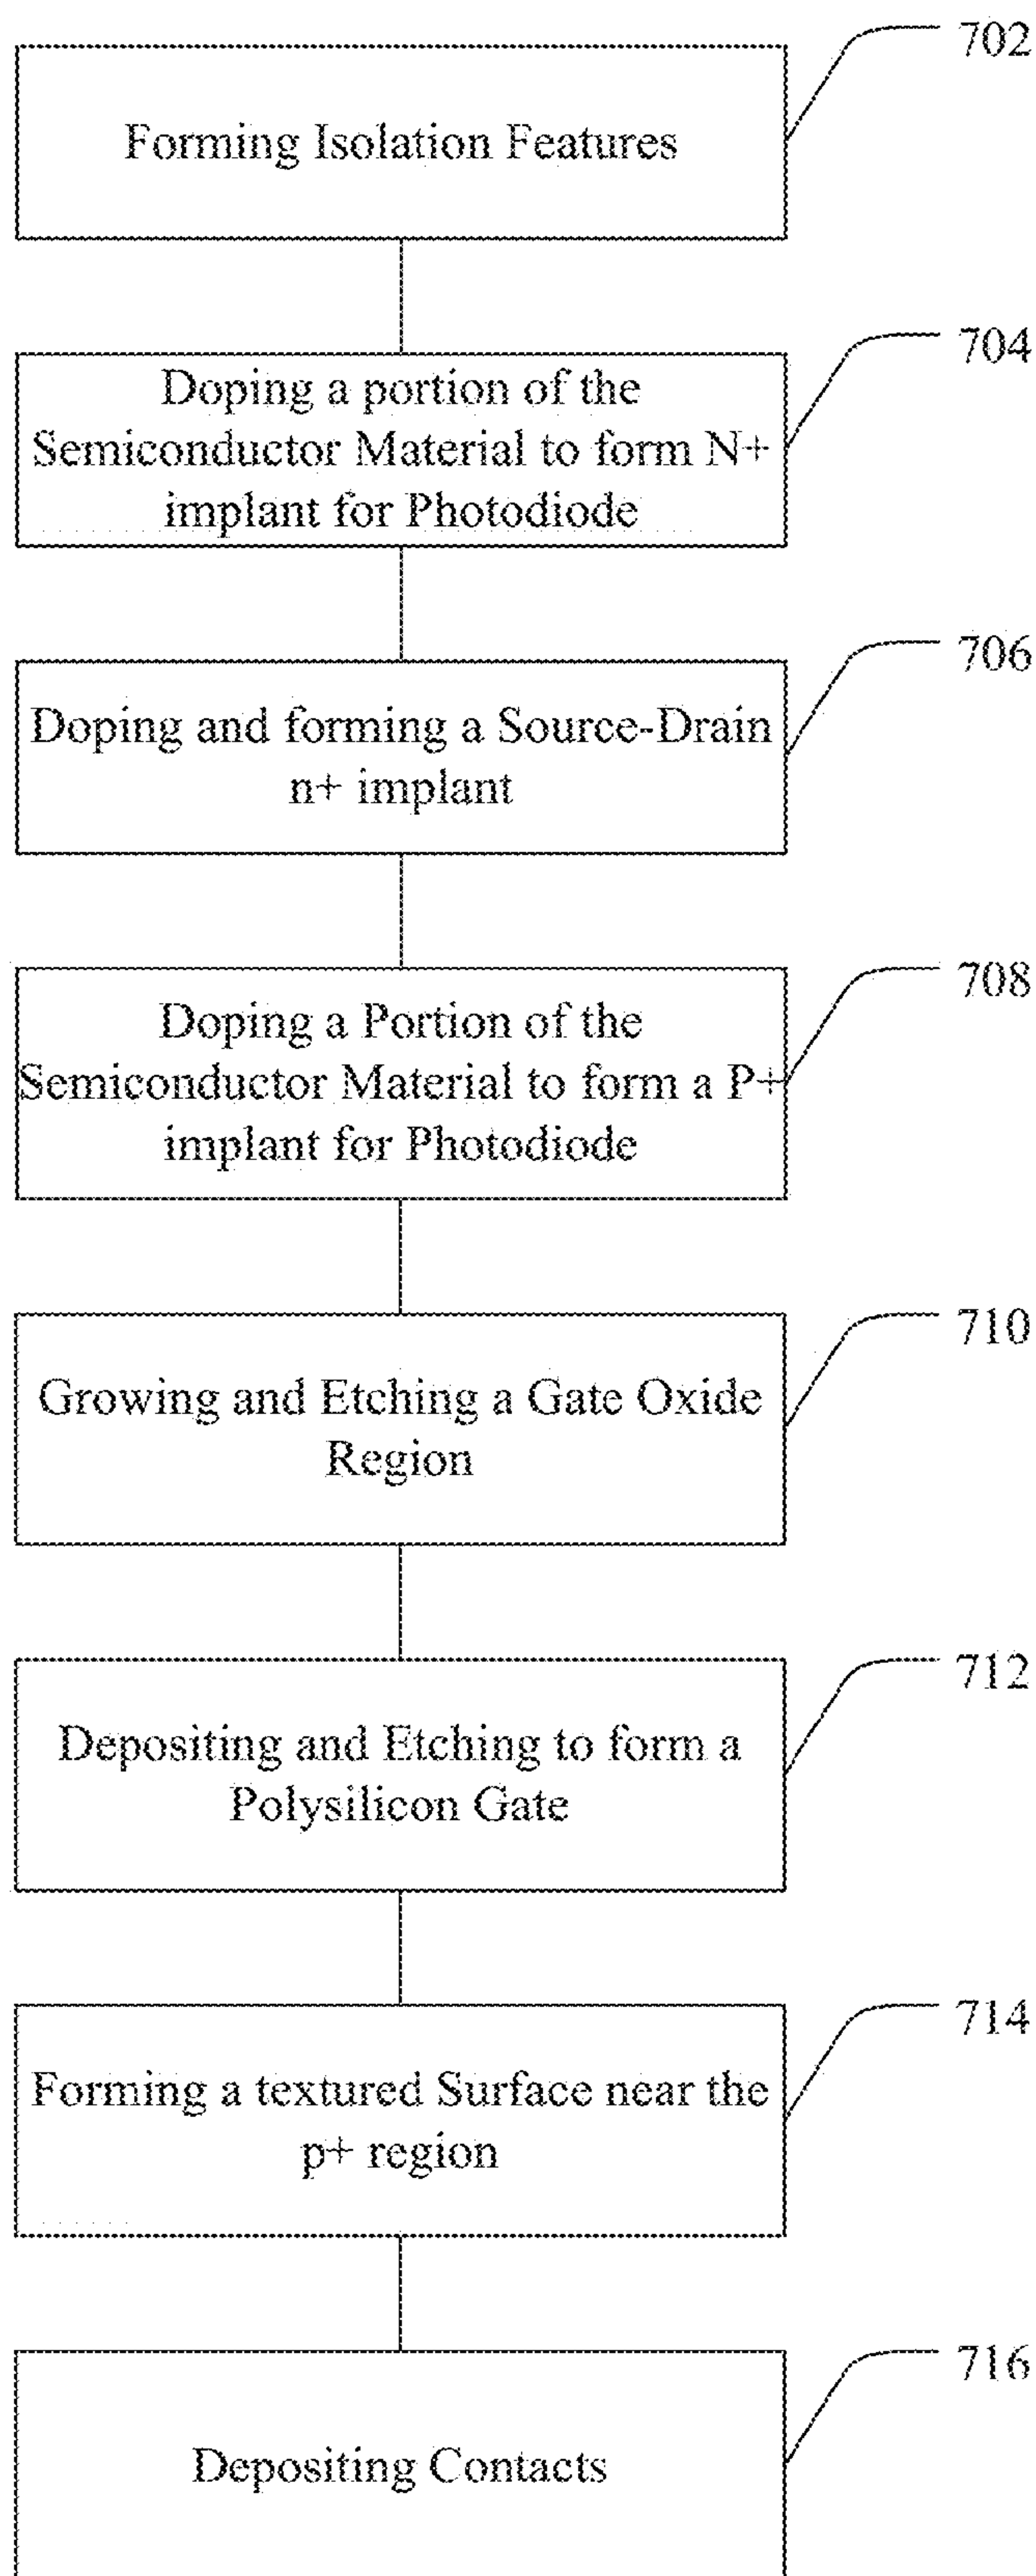 702
Forming Isolation Features
704
Doping a portion of the
Semiconductor Material to form N+
implant for Photodiode
706
Doping and forming a Source-Drain
n+ implant
708
Doping a Portion of the
Semiconductor Material to form a P+
implant for Photodiode
710
Growing and Etching a Gate Oxide
Region
712
Depositing and Etching to form a
Polysilicon Gate
714
Forming a textured Surface near the
p+ region
716
Depositing Contacts